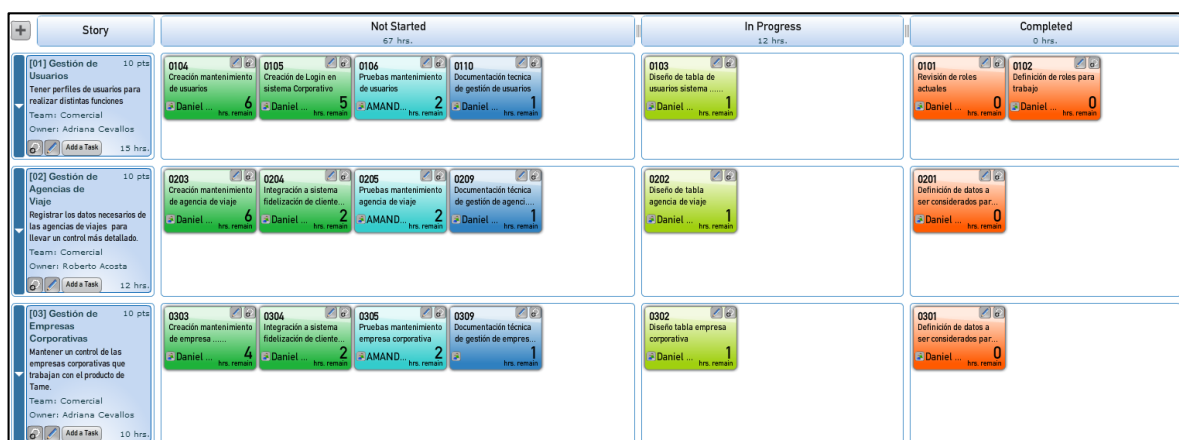 Story
Not Started
67 hrs.
In Progress
12 hrs.
Completed
0 hrs.
[01] Gestión de 10 pts
Usuarios
Tener perfiles de usuarios para
realizar distintas funciones
Team: Comercial
Owner: Adriana Cevallos
Add a Task 15 hrs.
0104
Creación mantenimiento
de usuarios
Daniel ... 6
hrs. remain
0105
Creación de Login en
sistema Corporativo
Daniel ... 5
hrs. remain
0106
Pruebas mantenimiento
de usuarios
AMAND... 2
hrs. remain
0110
Documentación tecnica
de gestión de usuarios
Daniel ... 1
hrs. remain
0103
Diseño de tabla de
usuarios sistema ......
Daniel ... 1
hrs. remain
0101
Revisión de roles
actuales
Daniel ... 0
hrs. remain
0102
Definición de roles para
trabajo
Daniel ... 0
hrs. remain
[02] Gestión de 10 pts
Agencias de
Viaje
Registrar los datos necesarios de
las agencias de viajes para
llevar un control más detallado.
Team: Comercial
Owner: Roberto Acosta
Add a Task 12 hrs.
0203
Creación mantenimiento
de agencia de viaje
Daniel ... 6
hrs. remain
0204
Integración a sistema
fidelización de cliente...
Daniel ... 2
hrs. remain
0205
Pruebas mantenimiento
agencia de viaje
AMAND... 2
hrs. remain
0209
Documentación técnica
de gestión de agenci....
Daniel ... 1
hrs. remain
0202
Diseño de tabla
agencia de viaje
Daniel ... 1
hrs. remain
0201
Definición de datos a
ser considerados par...
Daniel ... 0
hrs. remain
[03] Gestión de 10 pts
Empresas
Corporativas
Mantener un control de las
empresas corporativas que
trabajan con el producto de
Tame.
Team: Comercial
Owner: Adriana Cevallos
Add a Task 10 hrs.
0303
Creación mantenimiento
de empresa ......
Daniel ... 4
hrs. remain
0304
Integración a sistema
fidelización de cliente...
Daniel ... 2
hrs. remain
0305
Pruebas mantenimiento
empresa corporativa
AMAND... 2
hrs. remain
0309
Documentación técnica
de gestión de empres...
1
hrs. remain
0302
Diseño tabla empresa
corporativa
Daniel ... 1
hrs. remain
0301
Definición de datos a
ser considerados par...
Daniel ... 0
hrs. remain